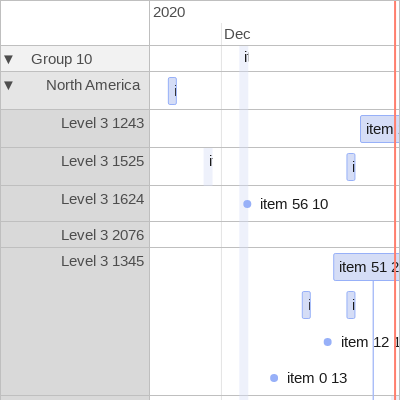 2020
Dec
▼ Group 10
▼ North America
Level 3 1243
item
Level 3 1525
Level 3 1624
item 56 10
Level 3 2076
Level 3 1345
item 51 2
item 12 1
item 0 13